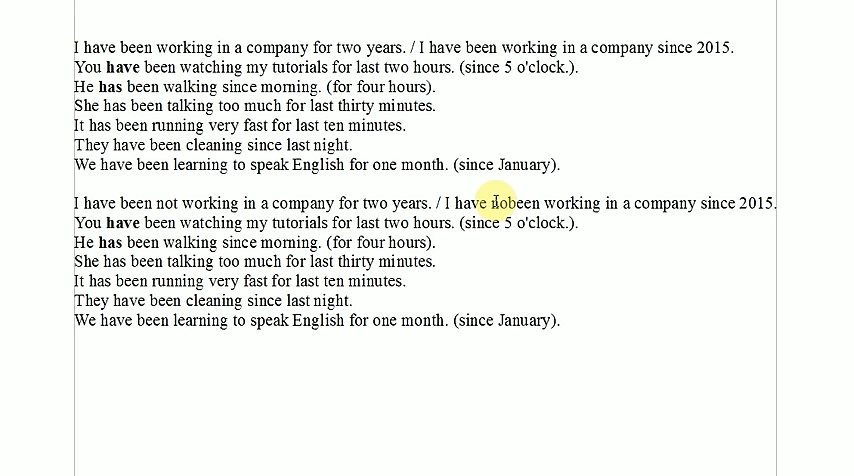 I have been working in a company for two years. / I have been working in a company since 2015.
You have been watching my tutorials for last two hours. (since 5 o'clock.).
He has been walking since morning. (for four hours).
She has been talking too much for last thirty minutes.
It has been running very fast for last ten minutes.
They have been cleaning since last night.
We have been learning to speak English for one month. (since January).
I have been not working in a company for two years. / I have nobeen working in a company since 2015.
You have been watching my tutorials for last two hours. (since 5 o'clock.).
He has been walking since morning. (for four hours).
She has been talking too much for last thirty minutes.
It has been running very fast for last ten minutes.
They have been cleaning since last night.
We have been learning to speak English for one month. (since January).